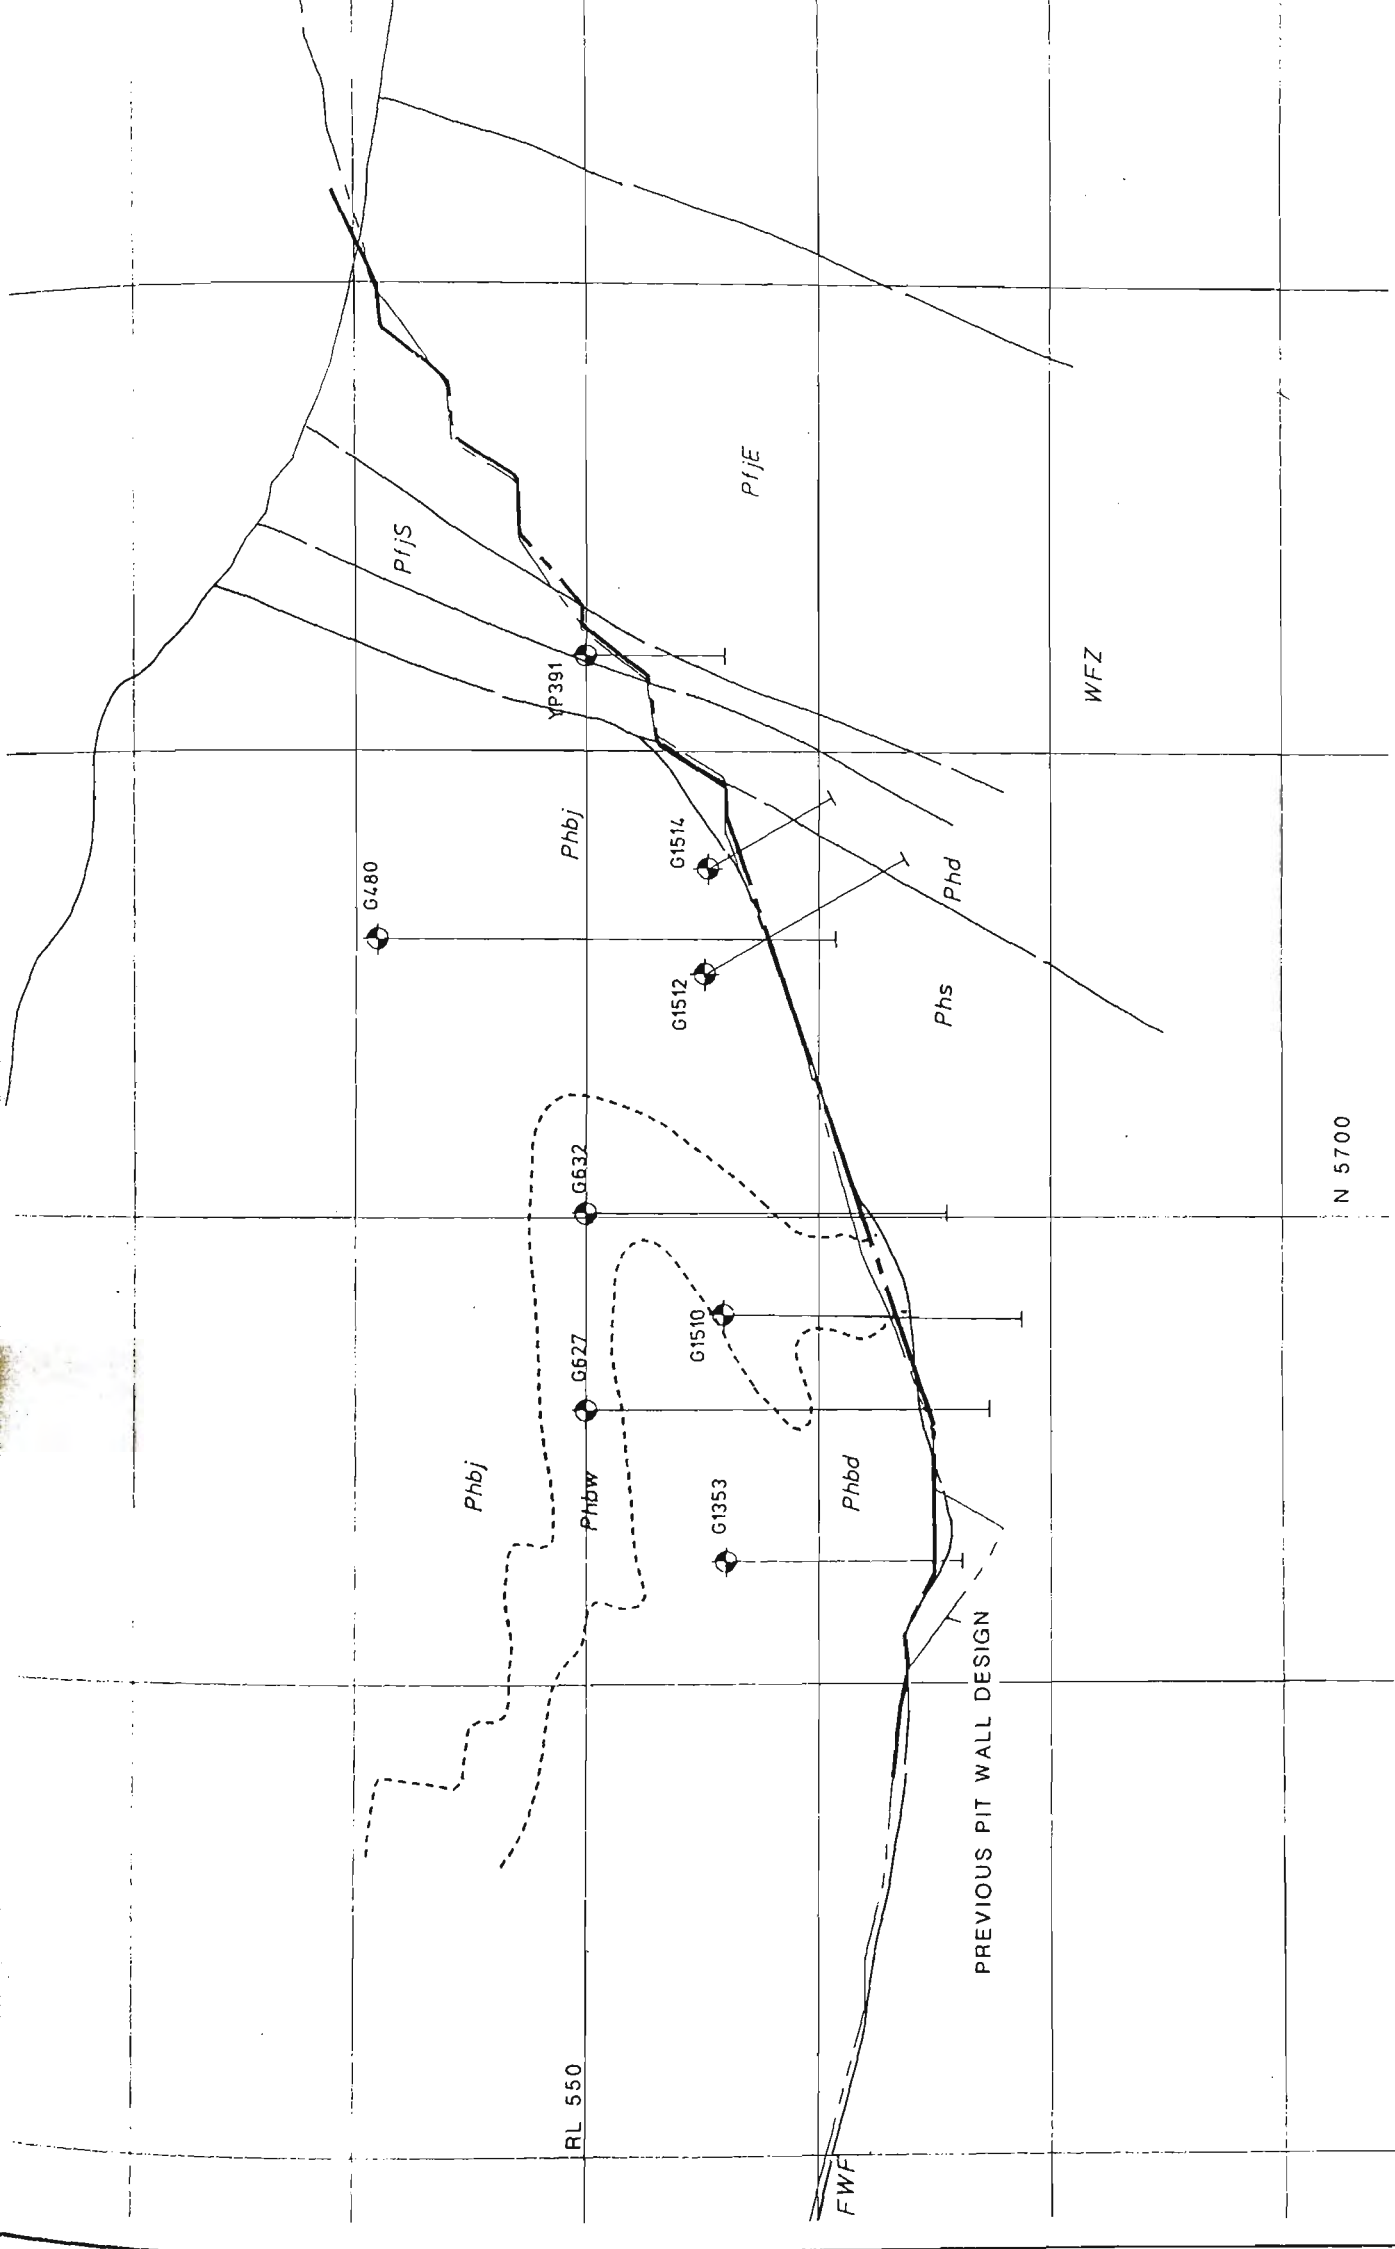 PfjE
PfjS
WFZ
YP391
Phbj
G1514
G480
Phd
G1512
Phs
N 5700
G632
G1510
G627
Phbj
Phbw
G1353
Phbd
PREVIOUS PIT WALL DESIGN
RL 550
FWF